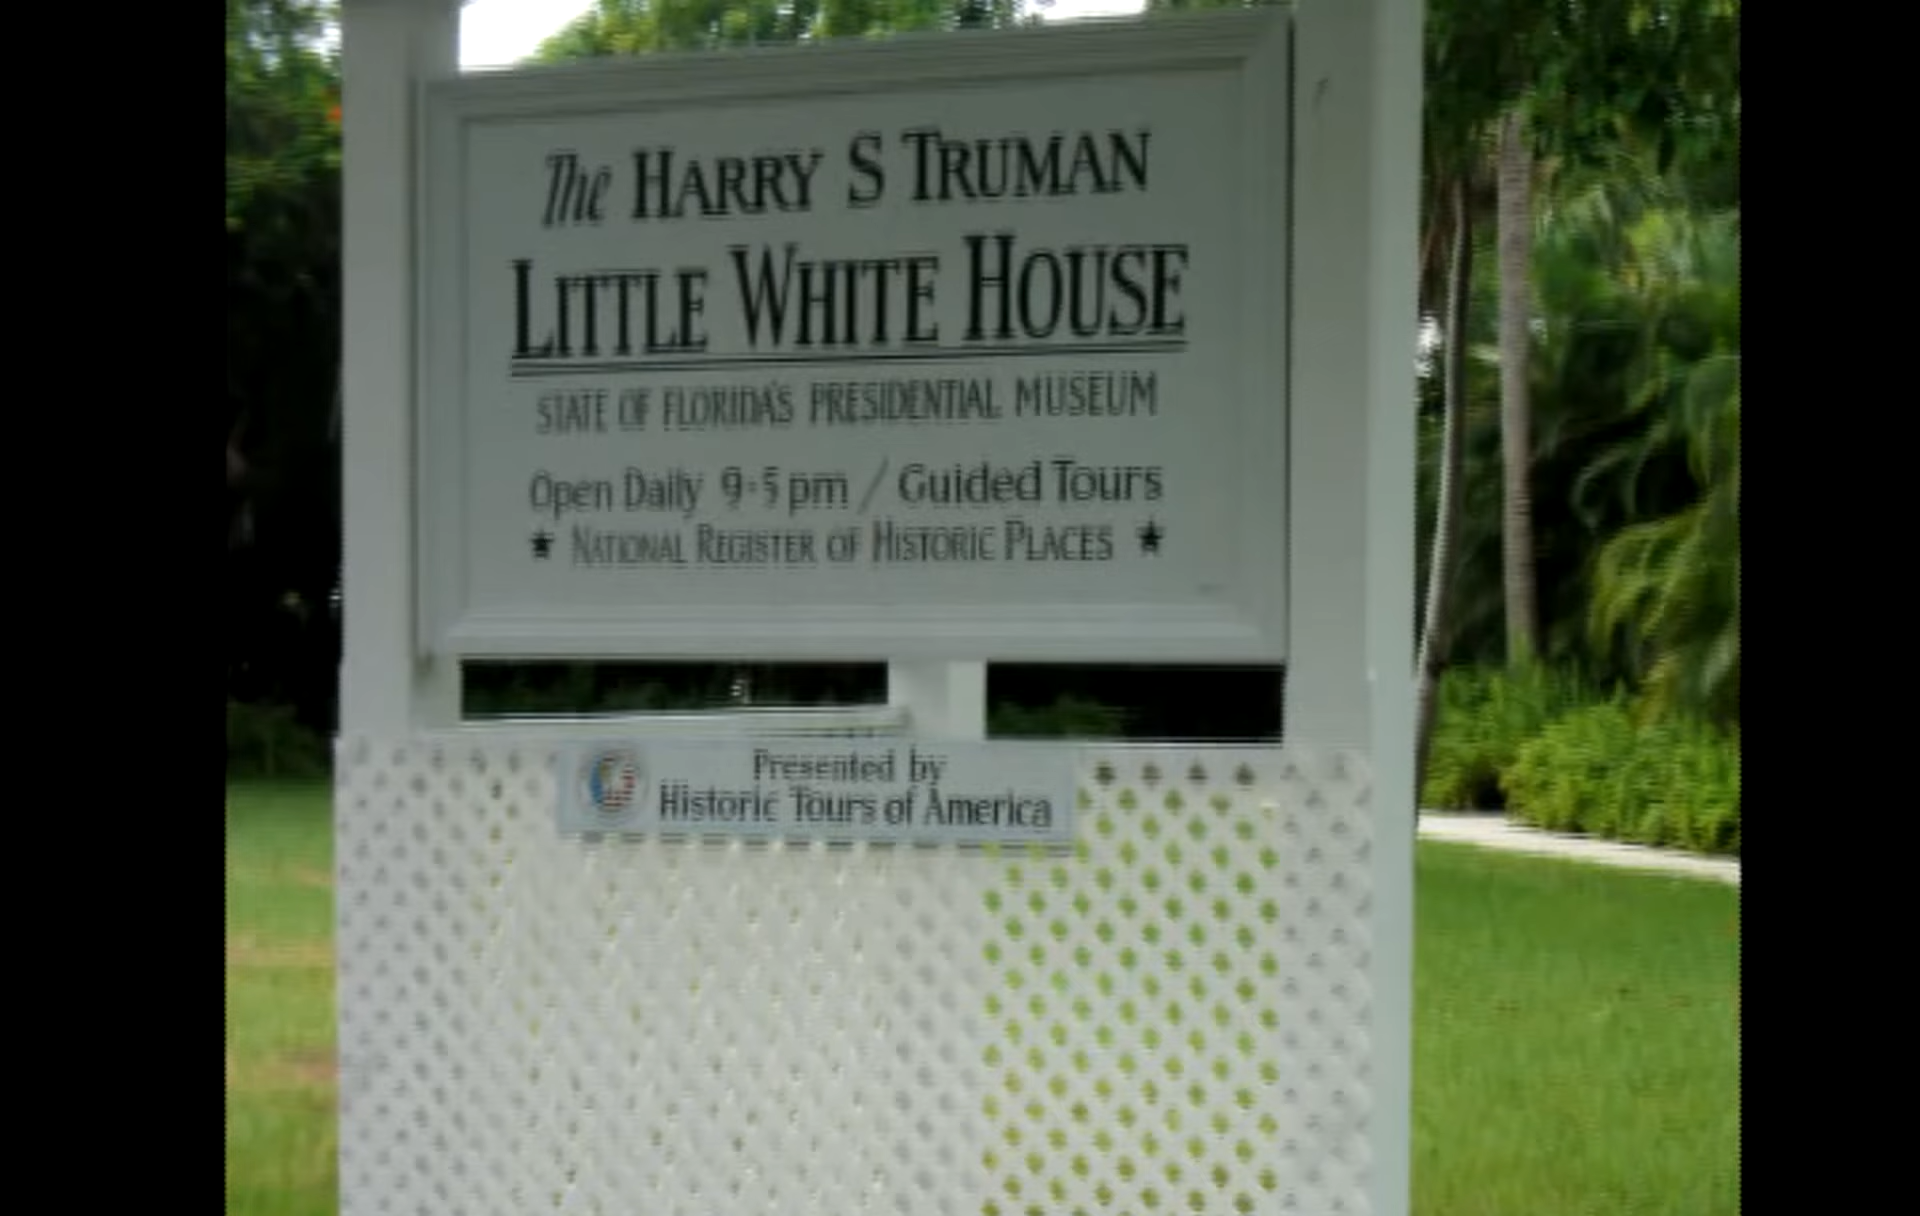 The HARRY S TRUMAN
LITTLE WHITE HOUSE
STATE OF FLORIDA'S PRESIDENTIAL MUSEUM
Open Daily 9-5 pm / Guided Tours
★ NATIONAL REGISTER OF HISTORIC PLACES ★
Presented by
Historic Tours of America